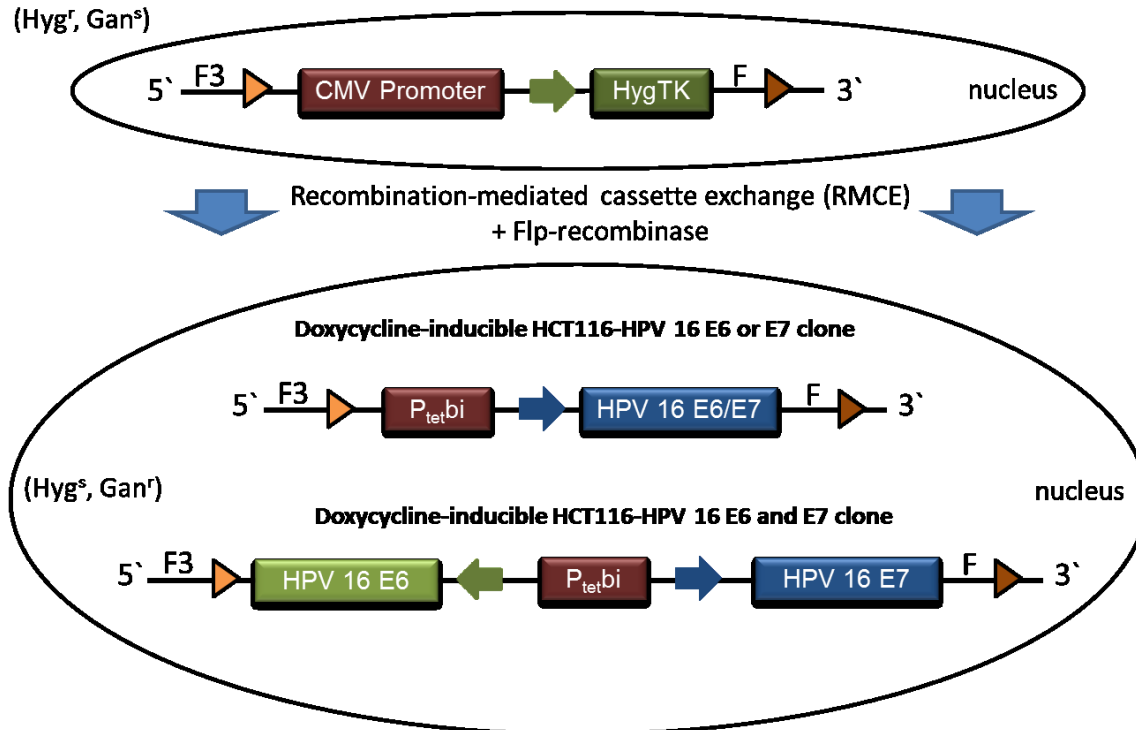 (Hygʳ, Ganˢ)
5` F3 CMV Promoter HygTK F 3` nucleus
Recombination-mediated cassette exchange (RMCE)
+ Flp-recombinase
Doxycycline-inducible HCT116-HPV 16 E6 or E7 clone
5` F3 Pₜₑₜbi HPV 16 E6/E7 F 3`
(Hygˢ, Ganʳ) nucleus
Doxycycline-inducible HCT116-HPV 16 E6 and E7 clone
5` F3 HPV 16 E6 Pₜₑₜbi HPV 16 E7 F 3`